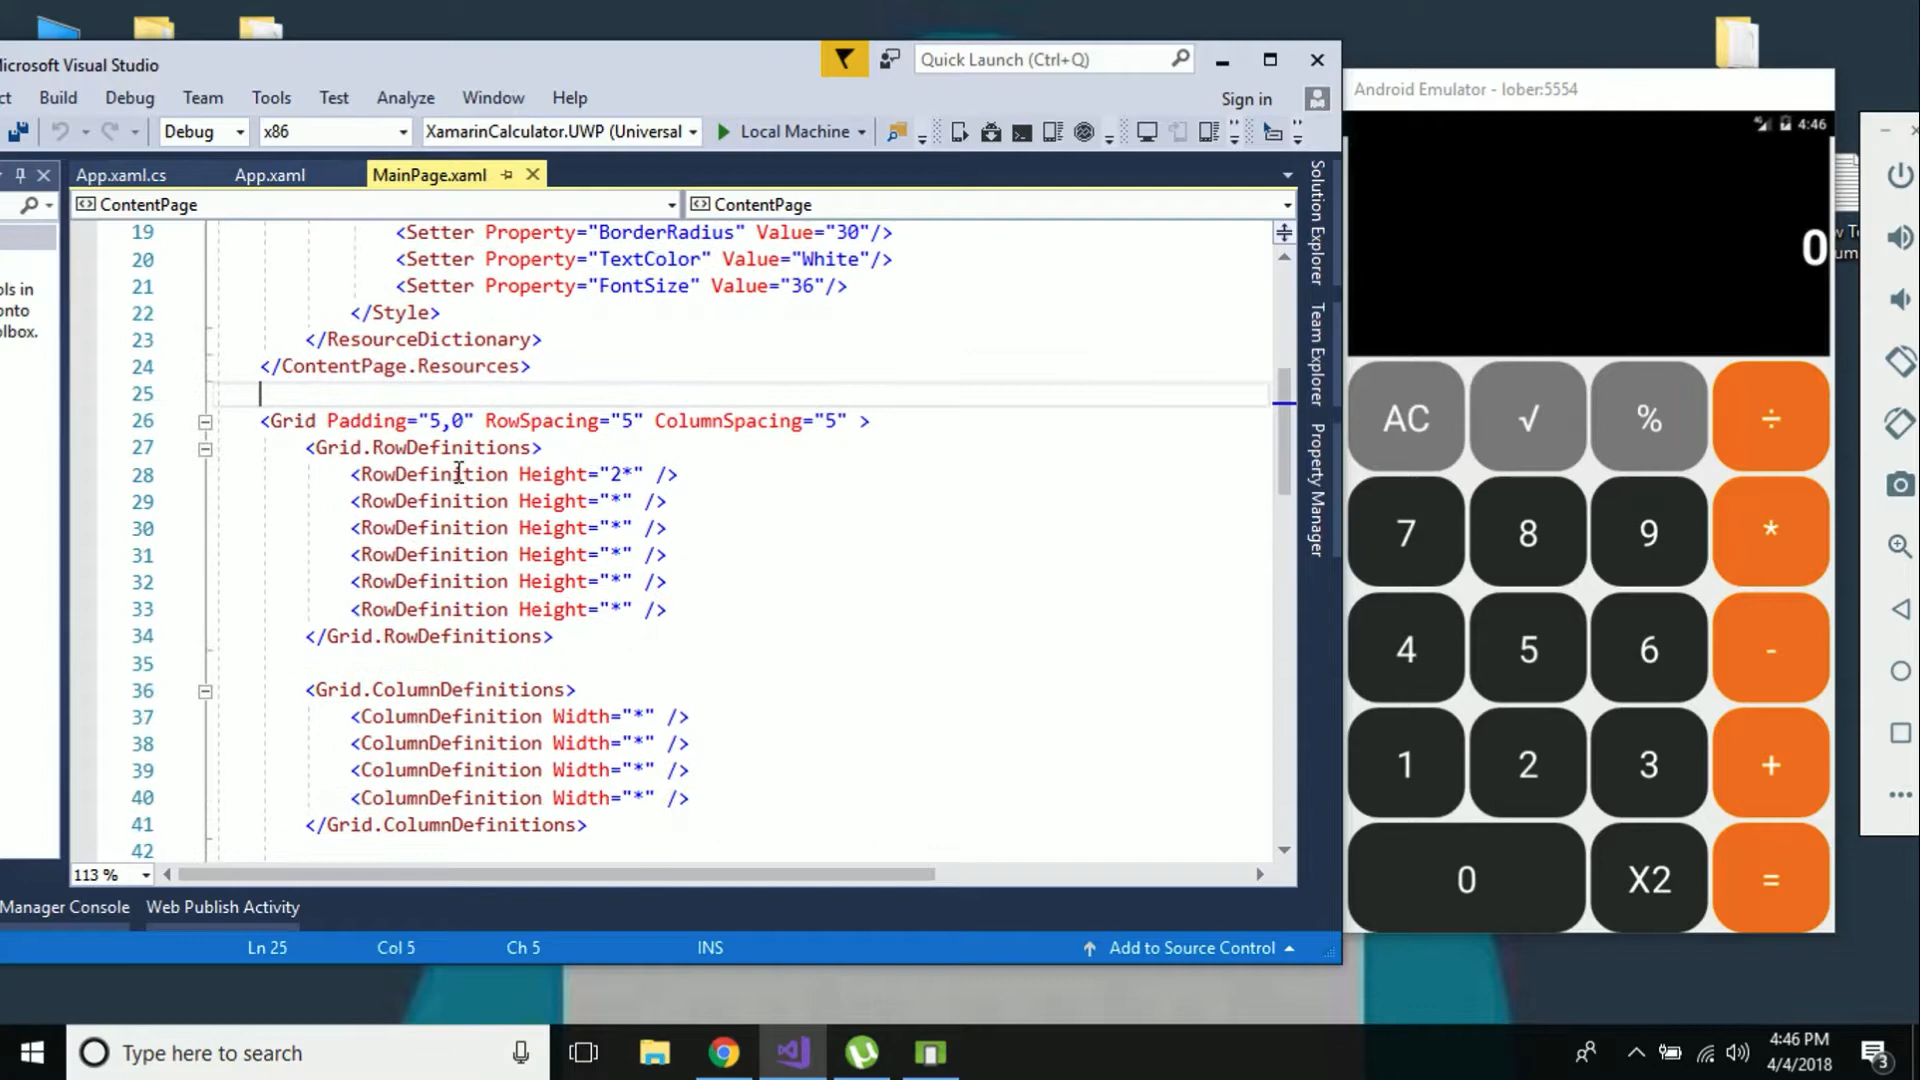 Microsoft Visual Studio
Quick Launch (Ctrl+Q)
ct Build Debug Team Tools Test Analyze Window Help
Sign in
Debug x86 XamarinCalculator.UWP (Universal Local Machine
App.xaml.cs App.xaml MainPage.xaml
ContentPage ContentPage
19 <Setter Property="BorderRadius" Value="30"/>
20 <Setter Property="TextColor" Value="White"/>
21 <Setter Property="FontSize" Value="36"/>
22 </Style>
23 </ResourceDictionary>
24 </ContentPage.Resources>
25
26 <Grid Padding="5,0" RowSpacing="5" ColumnSpacing="5" >
27 <Grid.RowDefinitions>
28 <RowDefinition Height="2*" />
29 <RowDefinition Height="*" />
30 <RowDefinition Height="*" />
31 <RowDefinition Height="*" />
32 <RowDefinition Height="*" />
33 <RowDefinition Height="*" />
34 </Grid.RowDefinitions>
35
36 <Grid.ColumnDefinitions>
37 <ColumnDefinition Width="*" />
38 <ColumnDefinition Width="*" />
39 <ColumnDefinition Width="*" />
40 <ColumnDefinition Width="*" />
41 </Grid.ColumnDefinitions>
42
ols in
onto
olbox.
113 %
Solution Explorer
Team Explorer
Property Manager
Manager Console Web Publish Activity
Ln 25 Col 5 Ch 5 INS Add to Source Control
Android Emulator - lober:5554
4:46
0
AC √ % ÷
7 8 9 *
4 5 6 -
1 2 3 +
0 X2 =
w T
um
Type here to search
4:46 PM
4/4/2018
3